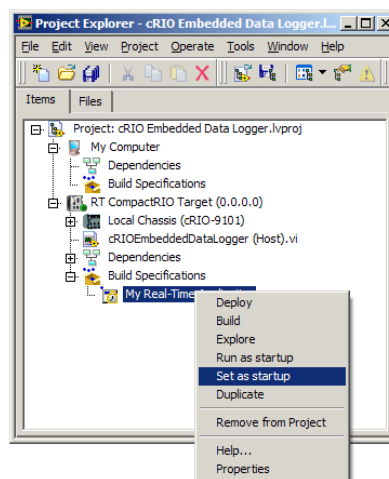 Project Explorer - cRIO Embedded Data Logger.l...
File Edit View Project Operate Tools Window Help
Items Files
Project: cRIO Embedded Data Logger.lvproj
My Computer
Dependencies
Build Specifications
RT CompactRIO Target (0.0.0.0)
Local Chassis (cRIO-9101)
cRIOEmbeddedDataLogger (Host).vi
Dependencies
Build Specifications
My Real-Time
Deploy
Build
Explore
Run as startup
Set as startup
Duplicate
Remove from Project
Help...
Properties